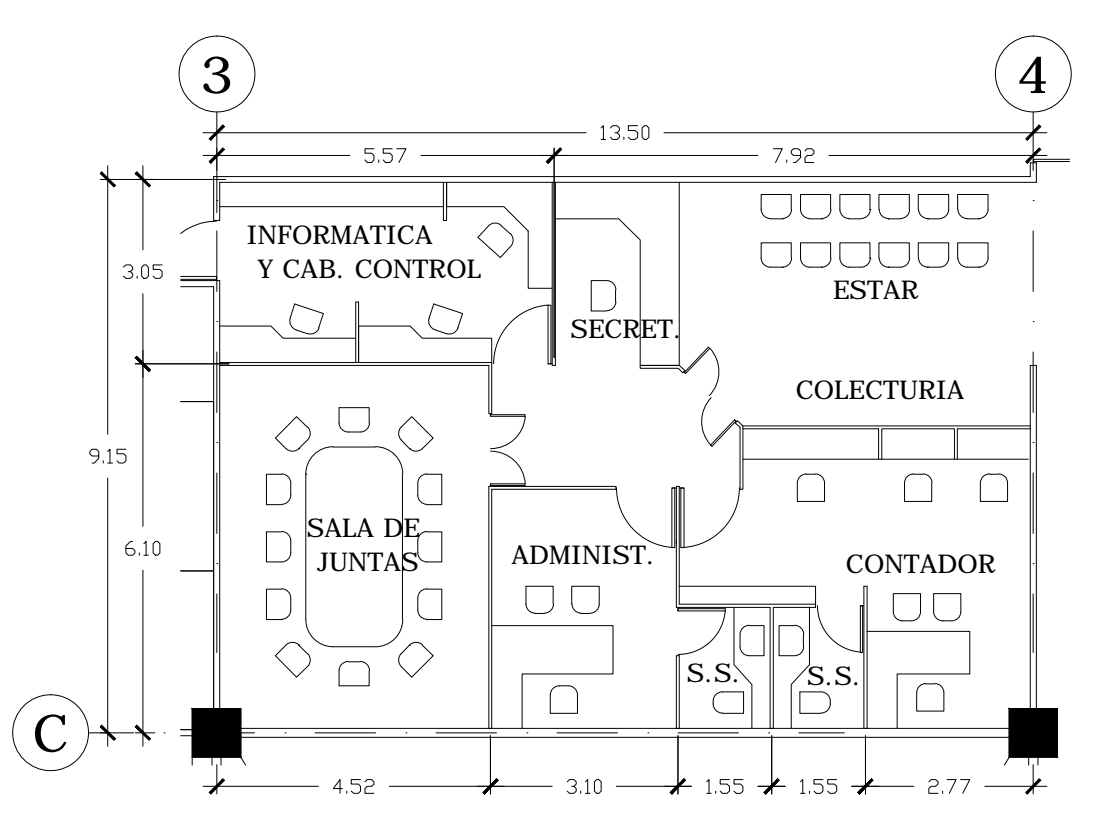 3
4
13.50
5.57
7.92
INFORMATICA
Y CAB. CONTROL
3.05
ESTAR
SECRET.
COLECTURIA
9.15
SALA DE
JUNTAS
6.10
ADMINIST.
CONTADOR
S.S.
S.S.
C
4.52
3.10
1.55
1.55
2.77